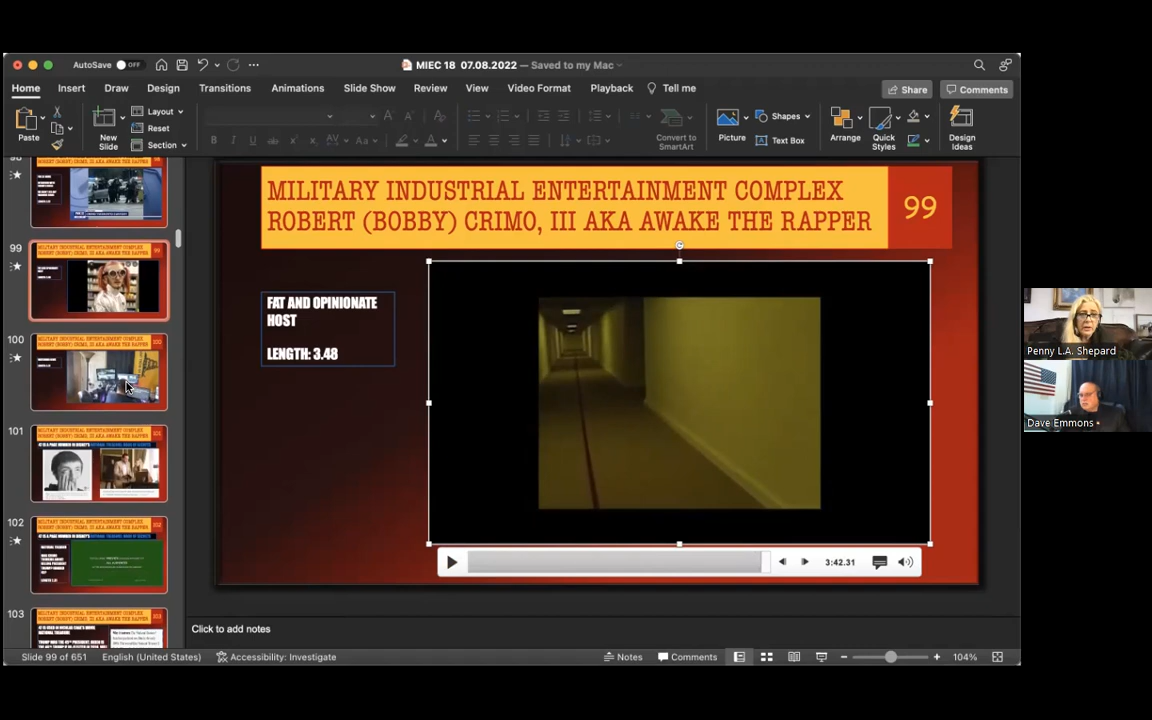 AutoSave OFF
MIEC 18 07.08.2022 — Saved to my Mac
Home Insert Draw Design Transitions Animations Slide Show Review View Video Format Playback Tell me
Share Comments
Paste
New
Slide
Layout
Reset
Section
B I U
Convert to
SmartArt
Picture
Shapes
Text Box
Arrange
Quick
Styles
Design
Ideas
99
100
101
102
103
MILITARY INDUSTRIAL ENTERTAINMENT COMPLEX
ROBERT (BOBBY) CRIMO, III AKA AWAKE THE RAPPER
99
FAT AND OPINIONATE
HOST
LENGTH: 3.48
3:42.31
Click to add notes
Slide 99 of 651 English (United States) Accessibility: Investigate Notes Comments 104%
Penny L.A. Shepard
Dave Emmons